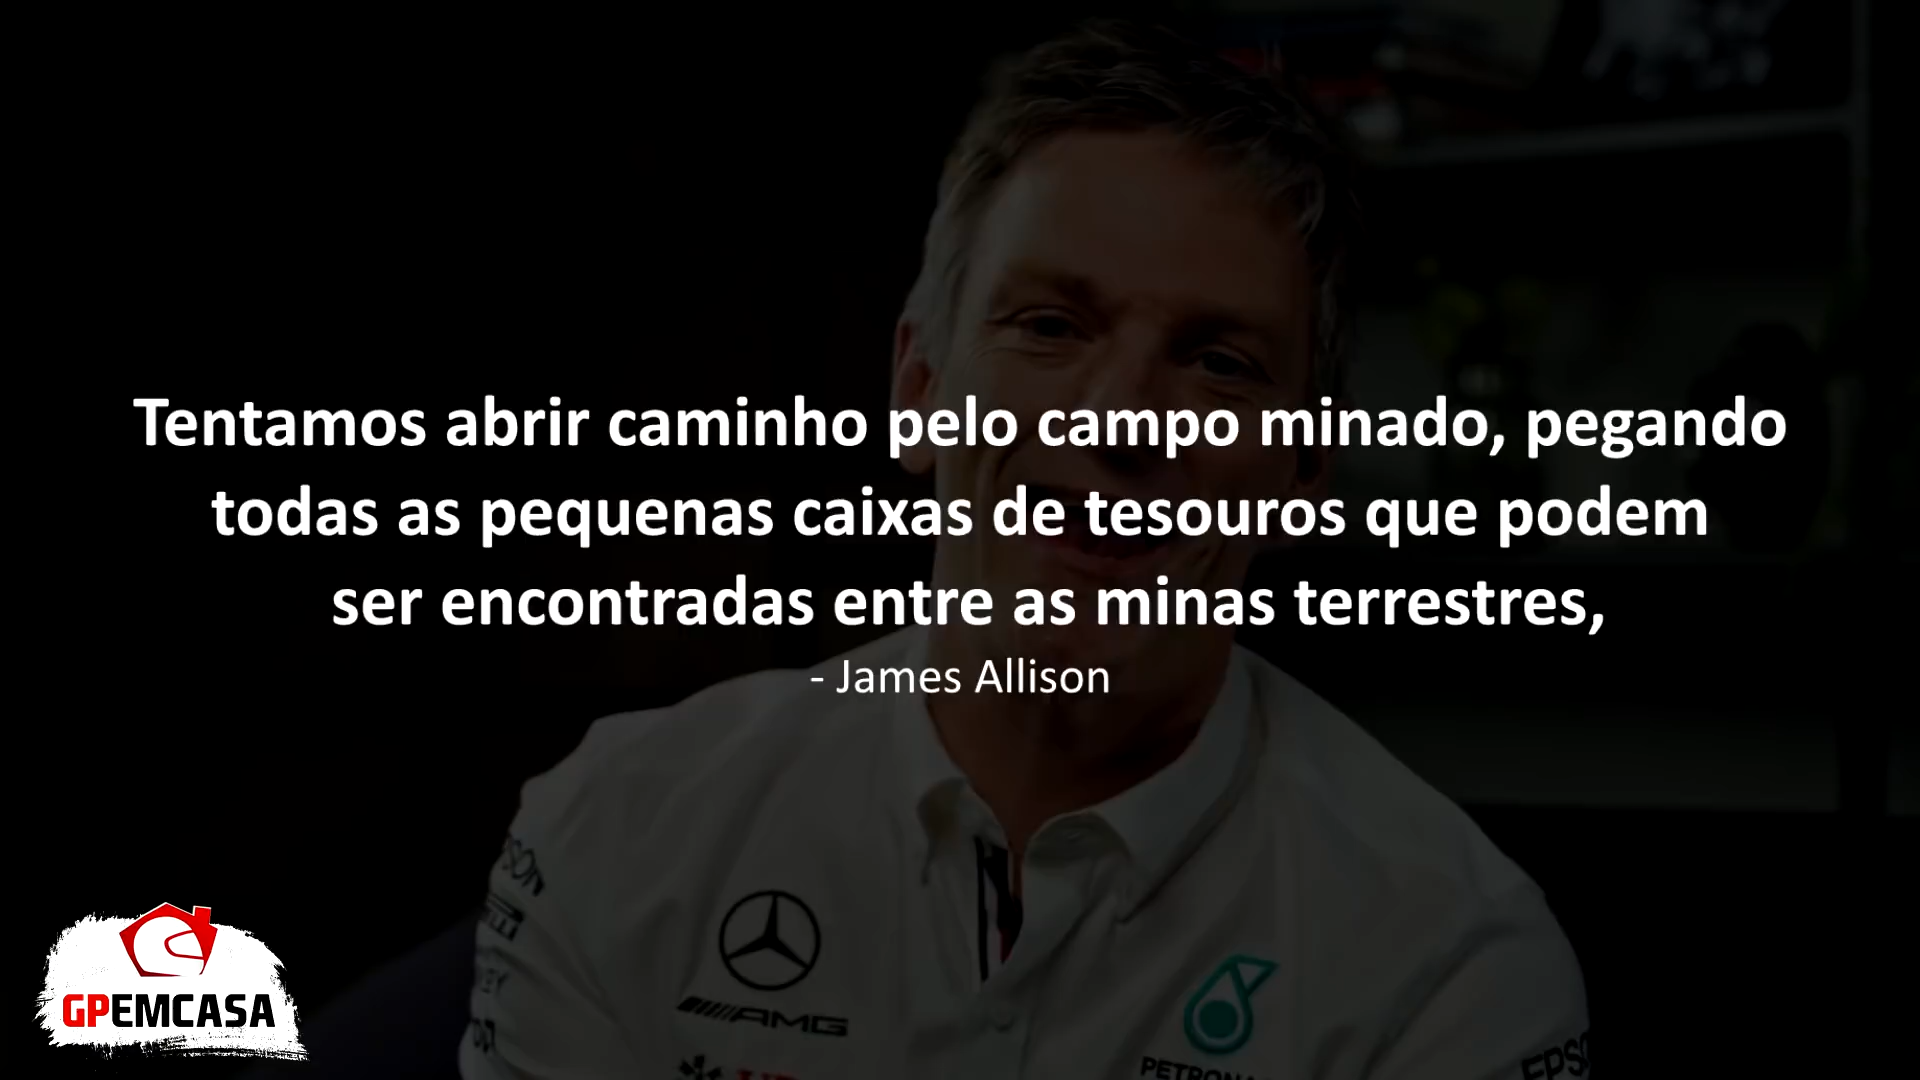 Tentamos abrir caminho pelo campo minado, pegando
todas as pequenas caixas de tesouros que podem
ser encontradas entre as minas terrestres,
- James Allison
GPEMCASA
AMG
PETRONAS
EPSO